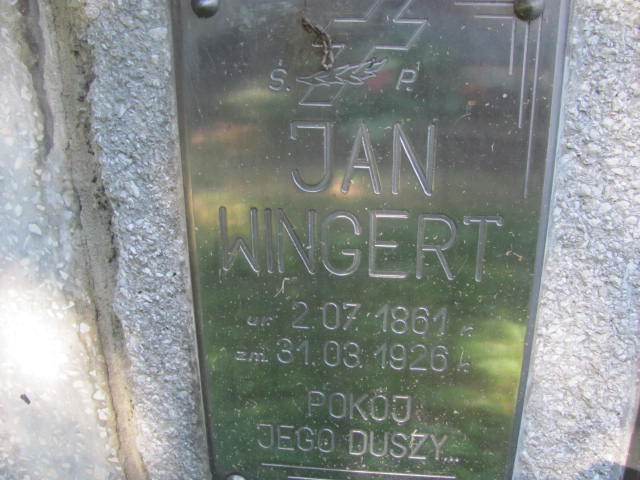 Ś. P.
JAN
WINGERT
ur. 2.07 1861 r.
zm. 31.03.1926 r.
POKÓJ
JEGO DUSZY...